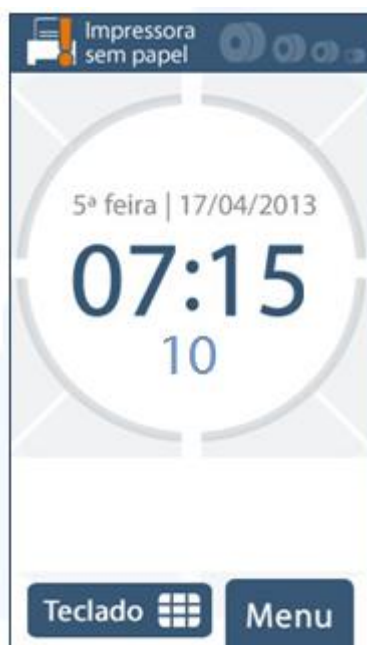 Impressora
sem papel
5ª feira | 17/04/2013
07:15
10
Teclado
Menu